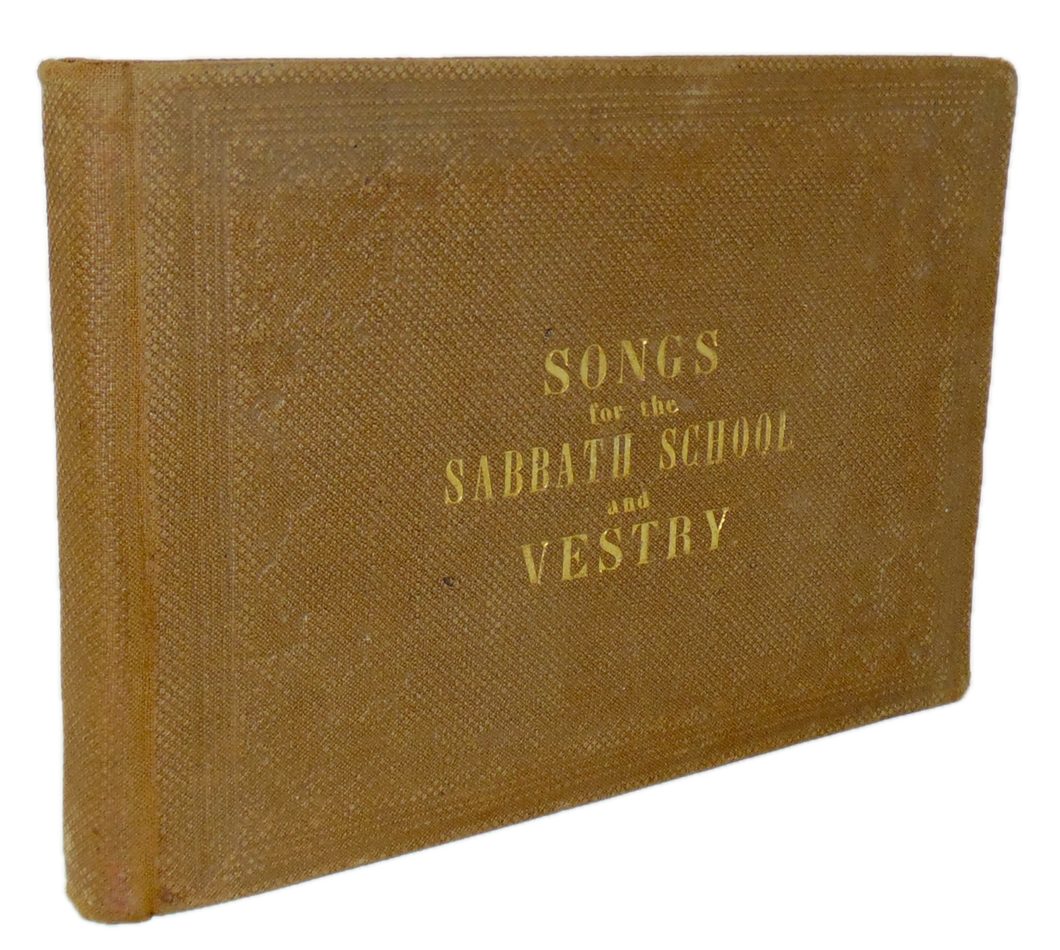 SONGS
for the
SABBATH SCHOOL
and
VESTRY